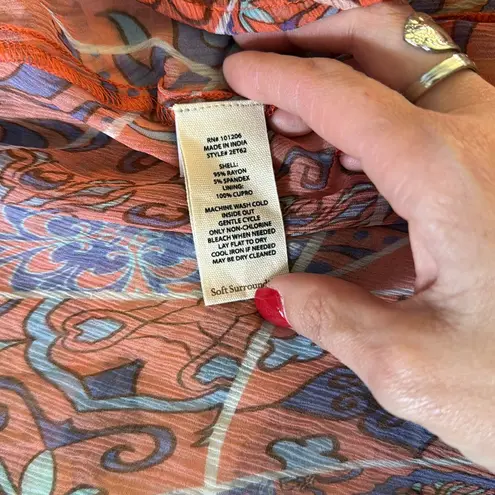 RN# 101206
MADE IN INDIA
STYLE# 2ET62
SHELL:
95% RAYON
5% SPANDEX
LINING:
100% CUPRO
MACHINE WASH COLD
INSIDE OUT
GENTLE CYCLE
ONLY NON-CHLORINE
BLEACH WHEN NEEDED
LAY FLAT TO DRY
COOL IRON IF NEEDED
MAY BE DRY CLEANED
Soft Surround